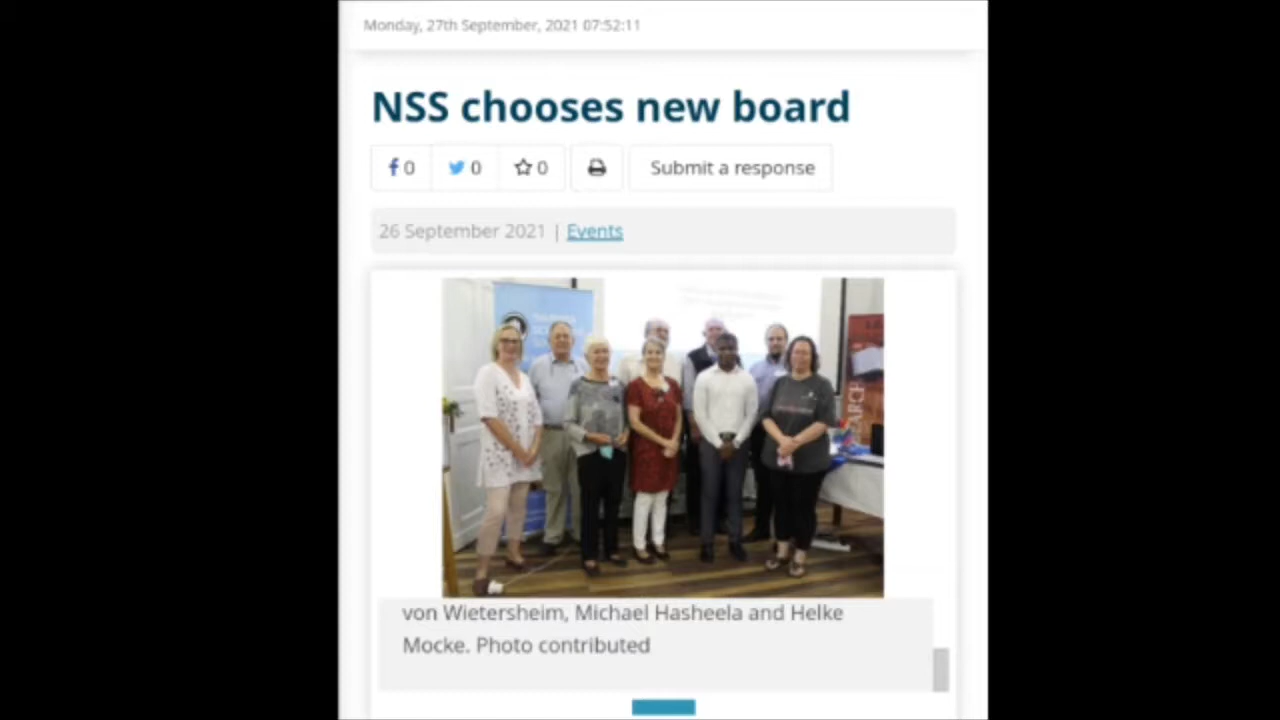 Monday, 27th September, 2021 07:52:11
NSS chooses new board
0 0 0 Submit a response
26 September 2021 | Events
von Wietersheim, Michael Hasheela and Helke
Mocke. Photo contributed